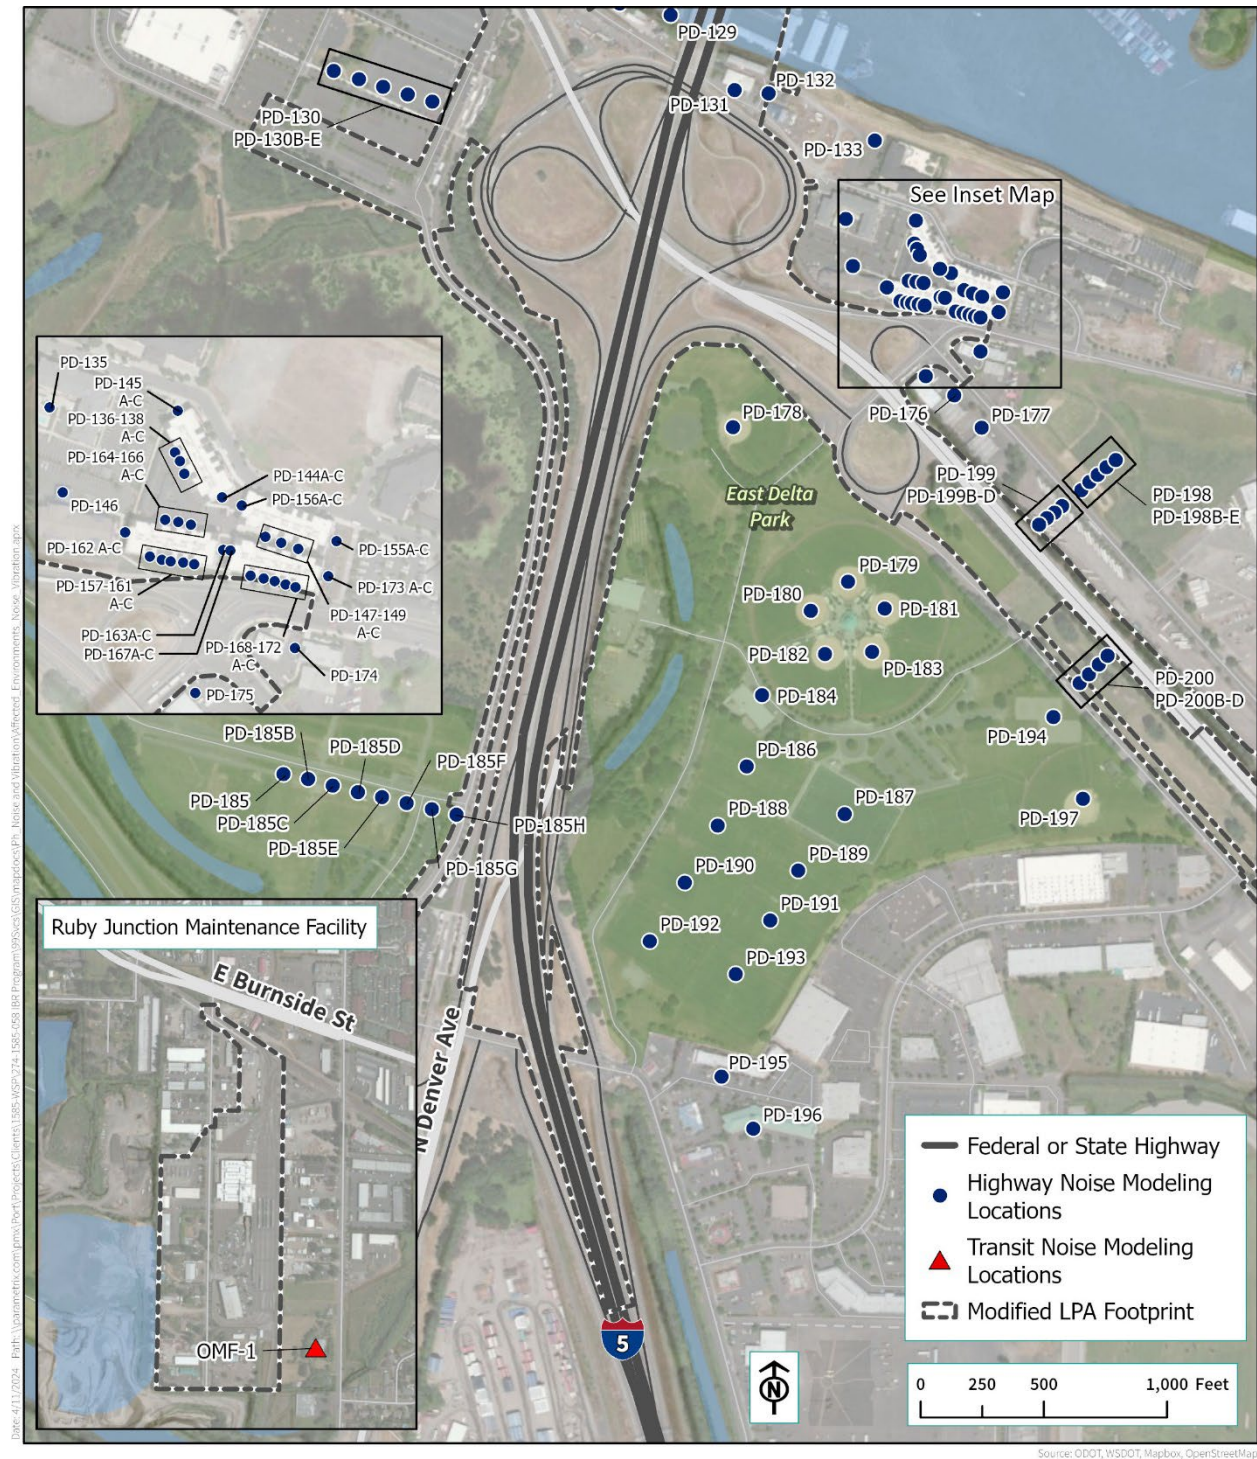 PD-129
PD-132
PD-131
PD-130
PD-130B-E
PD-133
See Inset Map
PD-135
PD-145
A-C
PD-136-138
A-C
PD-164-166
A-C
PD-144A-C
PD-156A-C
PD-146
PD-162 A-C
PD-155A-C
PD-157-161
A-C
PD-173 A-C
PD-147-149
A-C
PD-163A-C
PD-167A-C
PD-168-172
A-C
PD-174
PD-175
PD-176
PD-177
PD-178
PD-199
PD-199B-D
PD-198
PD-198B-E
East Delta
Park
PD-179
PD-180
PD-181
PD-182
PD-183
PD-184
PD-200
PD-200B-D
PD-194
PD-185B
PD-185D
PD-185F
PD-185
PD-185C
PD-185E
PD-185H
PD-185G
PD-186
PD-187
PD-188
PD-197
PD-190
PD-189
PD-192
PD-191
PD-193
PD-195
PD-196
Ruby Junction Maintenance Facility
E Burnside St
OMF-1
N Denver Ave
5
N
Federal or State Highway
Highway Noise Modeling
Locations
Transit Noise Modeling
Locations
Modified LPA Footprint
0 250 500 1,000 Feet
Source: ODOT, WSDOT, Mapbox, OpenStreetMap